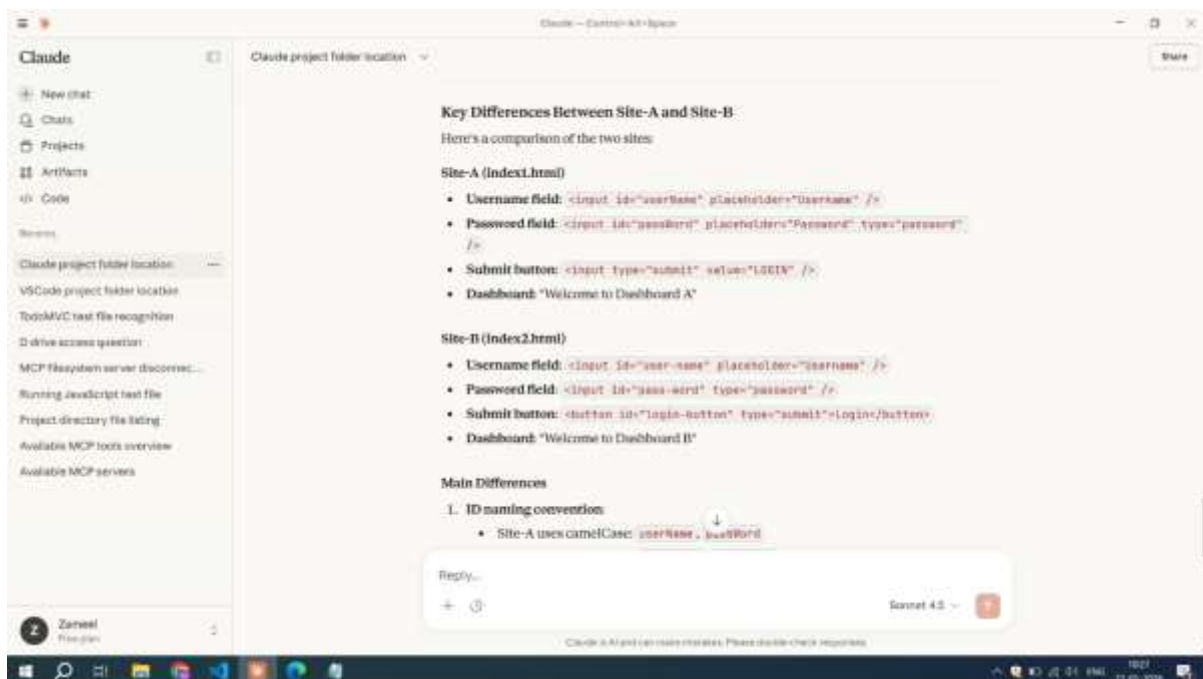 Claude — Control+Alt+Space
Claude
Claude project folder location
Share
New chat
Chats
Projects
Artifacts
Code
Recents
Claude project folder location
VSCode project folder location
TodoMVC test file recognition
D drive access question
MCP filesystem server disconnec...
Running JavaScript test file
Project directory file listing
Available MCP tools overview
Available MCP servers
Z
Zameel
Free plan
Key Differences Between Site-A and Site-B
Here's a comparison of the two sites:
Site-A (index1.html)
• Username field: <input id="userName" placeholder="Username" />
• Password field: <input id="passWord" placeholder="Password" type="password"
/>
• Submit button: <input type="submit" value="LOGIN" />
• Dashboard: "Welcome to Dashboard A"
Site-B (index2.html)
• Username field: <input id="user-name" placeholder="Username" />
• Password field: <input id="pass-word" type="password" />
• Submit button: <button id="login-button" type="submit">Login</button>
• Dashboard: "Welcome to Dashboard B"
Main Differences
1. ID naming convention:
• Site-A uses camelCase: userName, passWord
Reply...
Sonnet 4.5
Claude is AI and can make mistakes. Please double-check responses.
ENG